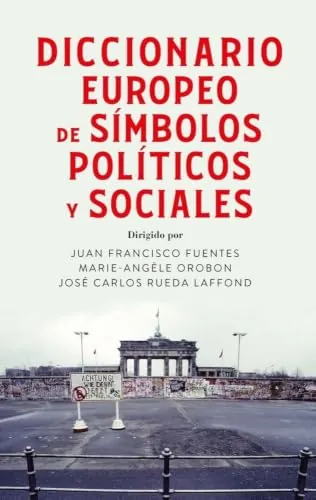 DICCIONARIO
EUROPEO
DE SÍMBOLOS
POLÍTICOS
Y SOCIALES
Dirigido por
JUAN FRANCISCO FUENTES
MARIE-ANGÈLE OROBON
JOSÉ CARLOS RUEDA LAFFOND
ACHTUNG!